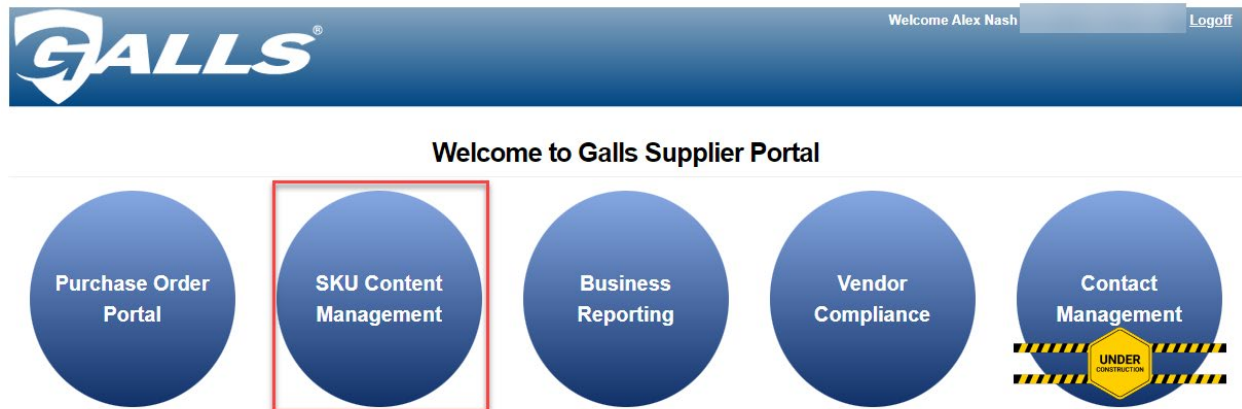 Welcome Alex Nash Logoff
GALLS®
Welcome to Galls Supplier Portal
Purchase Order
Portal
SKU Content
Management
Business
Reporting
Vendor
Compliance
Contact
Management
UNDER
CONSTRUCTION